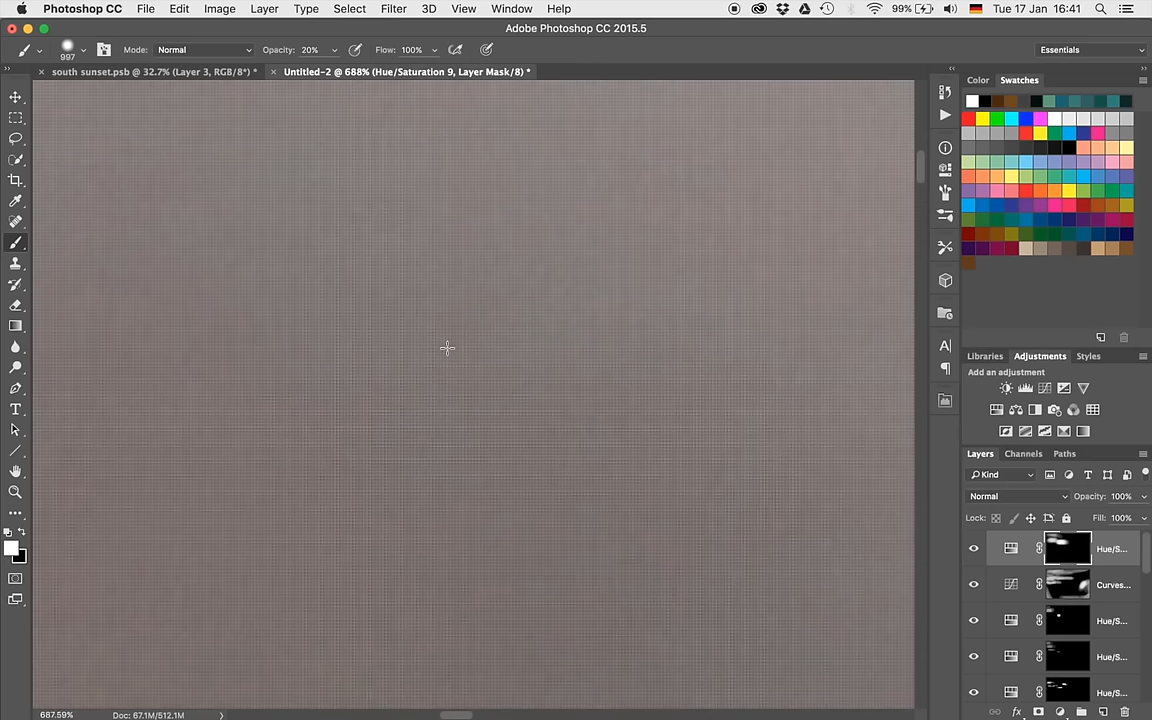 Photoshop CC File Edit Image Layer Type Select Filter 3D View Window Help 99% Tue 17 Jan 16:41
Adobe Photoshop CC 2015.5
997 Mode: Normal Opacity: 20% Flow: 100% Essentials
south sunset.psb @ 32.7% (Layer 3, RGB/8*) * Untitled-2 @ 688% (Hue/Saturation 9, Layer Mask/8) *
Color Swatches
Libraries Adjustments Styles
Add an adjustment
Layers Channels Paths
Kind
Normal Opacity: 100%
Lock: Fill: 100%
Hue/S...
Curves...
Hue/S...
Hue/S...
Hue/S...
687.59% Doc: 67.1M/512.1M